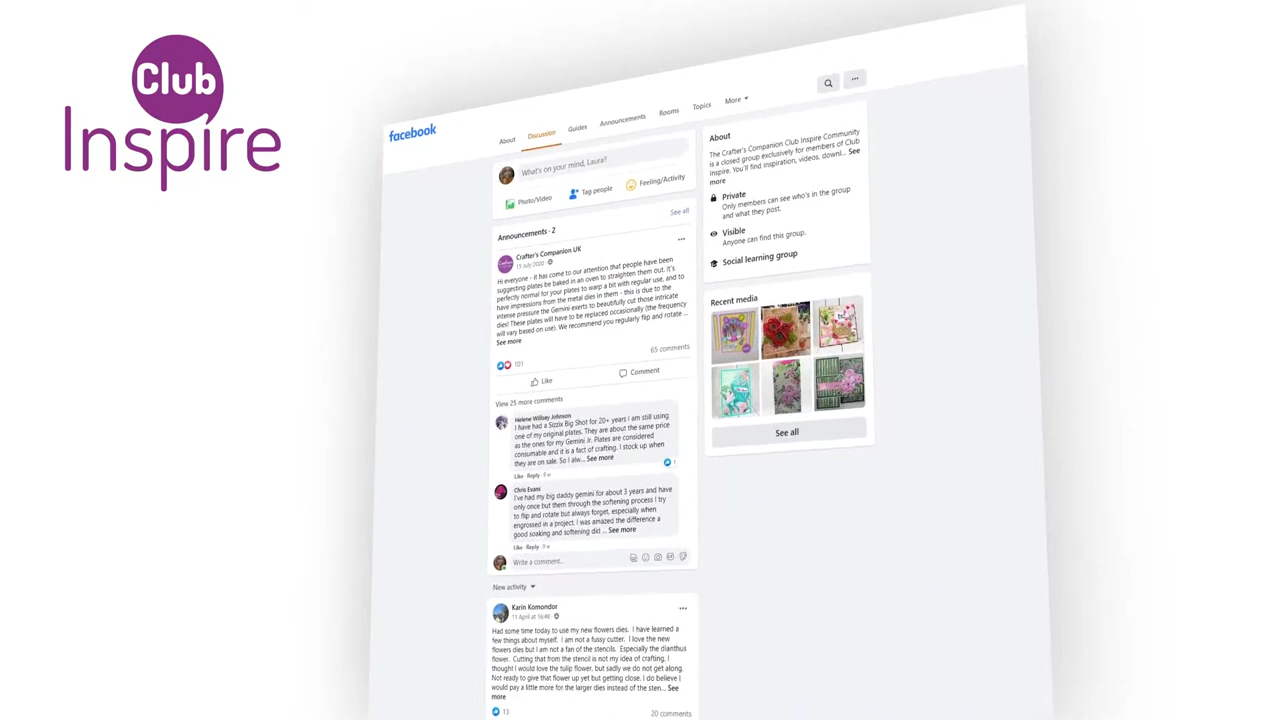 Club
Inspire
facebook
About
Discussion
Guides
Announcements
Rooms
Topics
More
What's on your mind, Laura?
Photo/Video
Tag people
Feeling/Activity
See all
Announcements · 2
Crafter's Companion UK
15 July 2020
Hi everyone - it has come to our attention that people have been
suggesting plates be baked in an oven to straighten them out. It's
perfectly normal for your plates to warp a bit with regular use, and to
have impressions from the metal dies in them - this is due to the
intense pressure the Gemini exerts to beautifully cut those intricate
dies! These plates will have to be replaced occasionally (the frequency
will vary based on use). We recommend you regularly flip and rotate ...
See more
101
65 comments
Like
Comment
View 25 more comments
Helene Willsey Johnson
I have had a Sizzix Big Shot for 20+ years I am still using
one of my original plates. They are about the same price
as the ones for my Gemini Jr. Plates are considered
consumable and it is a fact of crafting. I stock up when
they are on sale. So I alw... See more
1
Like Reply · 9 w
Chris Evans
I've had my big daddy gemini for about 3 years and have
only once but them through the softening process I try
to flip and rotate but always forget, especially when
engrossed in a project. I was amazed the difference a
good soaking and softening did ... See more
Like Reply · 9 w
Write a comment...
New activity
Karin Komondor
11 April at 16:46
Had some time today to use my new flowers dies. I have learned a
few things about myself. I am not a fussy cutter. I love the new
flowers dies but I am not a fan of the stencils. Especially the dianthus
flower. Cutting that from the stencil is not my idea of crafting, I
thought I would love the tulip flower, but sadly we do not get along.
Not ready to give that flower up yet but getting close. I do believe I
would pay a little more for the larger dies instead of the sten... See
more
13
20 comments
About
The Crafter's Companion Club Inspire Community
is a closed group exclusively for members of Club
Inspire. You'll find inspiration, videos, downl... See
more
Private
Only members can see who's in the group
and what they post.
Visible
Anyone can find this group.
Social learning group
Recent media
See all